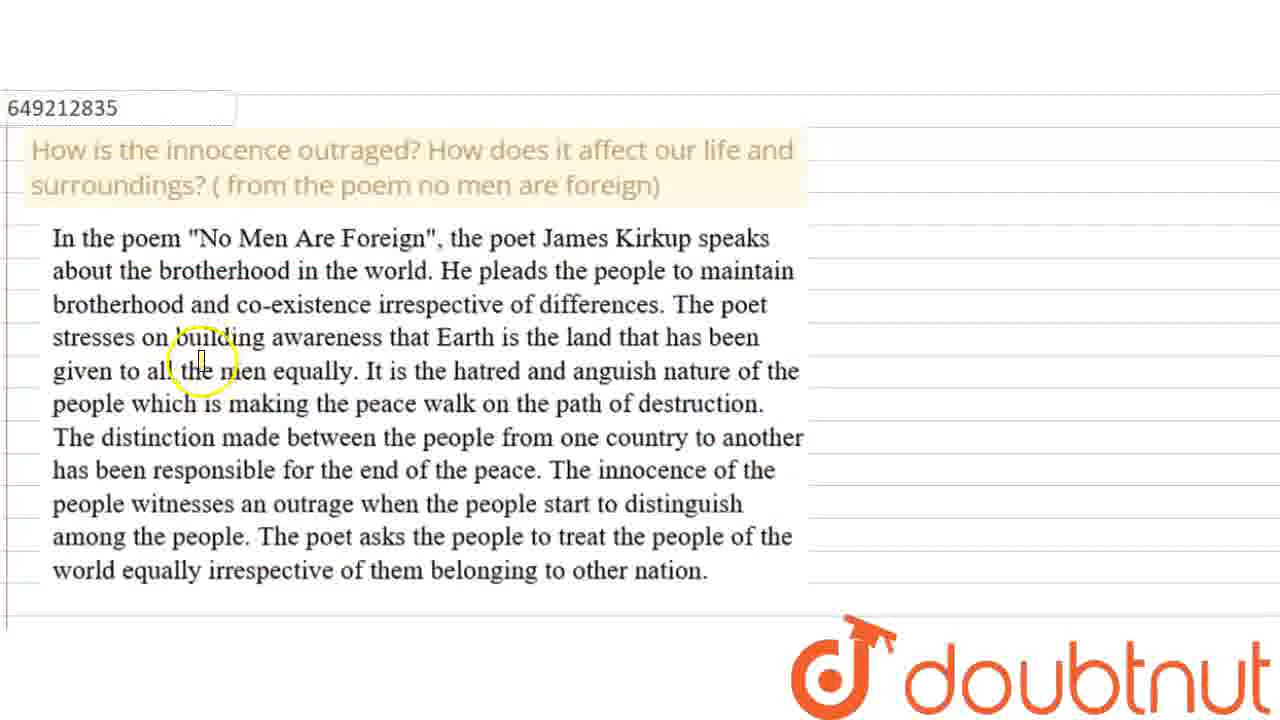 649212835
How is the innocence outraged? How does it affect our life and
surroundings? ( from the poem no men are foreign)
In the poem "No Men Are Foreign", the poet James Kirkup speaks
about the brotherhood in the world. He pleads the people to maintain
brotherhood and co-existence irrespective of differences. The poet
stresses on building awareness that Earth is the land that has been
given to all the men equally. It is the hatred and anguish nature of the
people which is making the peace walk on the path of destruction.
The distinction made between the people from one country to another
has been responsible for the end of the peace. The innocence of the
people witnesses an outrage when the people start to distinguish
among the people. The poet asks the people to treat the people of the
world equally irrespective of them belonging to other nation.
doubtnut